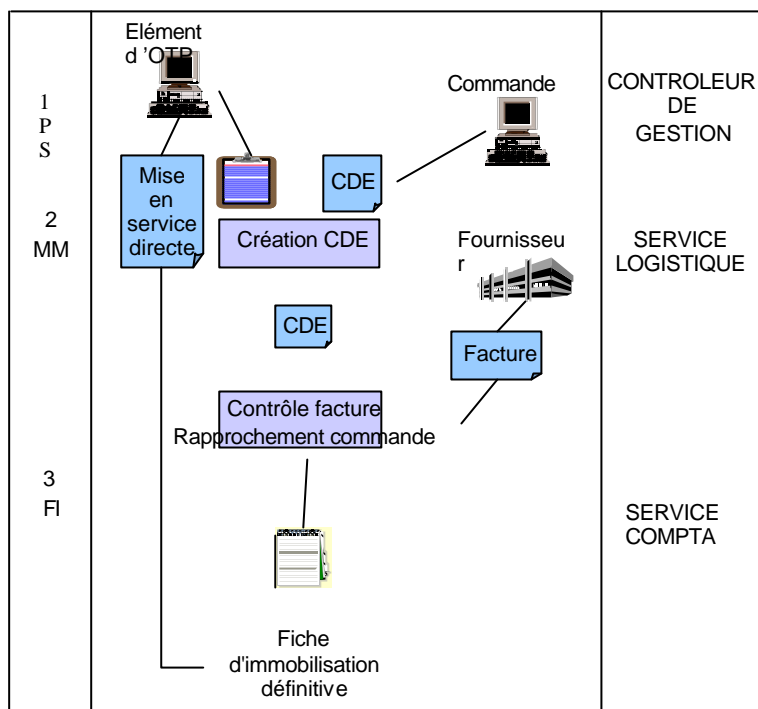 Elément
d 'OTP
Commande
CONTROLEUR
DE
GESTION
1
P
S
Mise
en
service
directe
CDE
2
MM
Création CDE
Fournisseu
r
SERVICE
LOGISTIQUE
CDE
Facture
Contrôle facture
Rapprochement commande
3
FI
SERVICE
COMPTA
Fiche
d'immobilisation
définitive